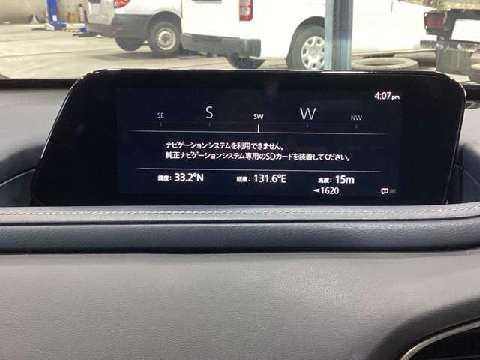 4:07pm
SE S SW W NW
ナビゲーションシステムを利用できません。
純正ナビゲーションシステム専用のSDカードを装着してください。
緯度: 33.2°N 経度: 131.6°E 高度: 15m
1620